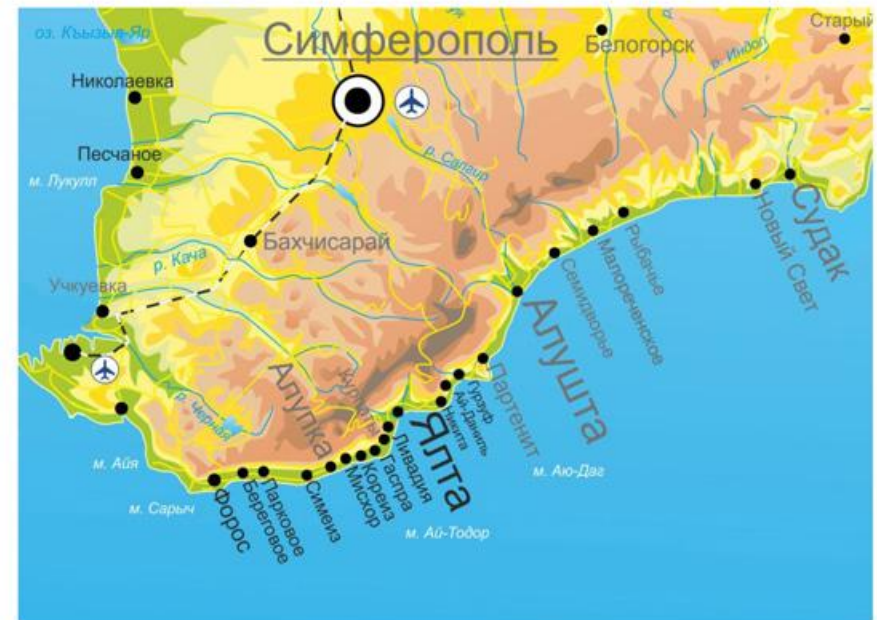 оз. Къызыл-Яр
Симферополь
Белогорск
Старый
р. Индол
Николаевка
Песчаное
м. Лукулл
р. Салгир
Бахчисарай
р. Кача
Учкуевка
Судак
Новый Свет
Рыбачье
Малореченское
Семидворье
Алушта
Партенит
Гурзуф
Ай-Даниль
Никита
Ялта
Ливадия
Гаспра
Кореиз
Мисхор
Алупка
Симеиз
Парковое
Береговое
Форос
р. Черная
м. Айя
м. Сарыч
м. Ай-Тодор
м. Аю-Даг